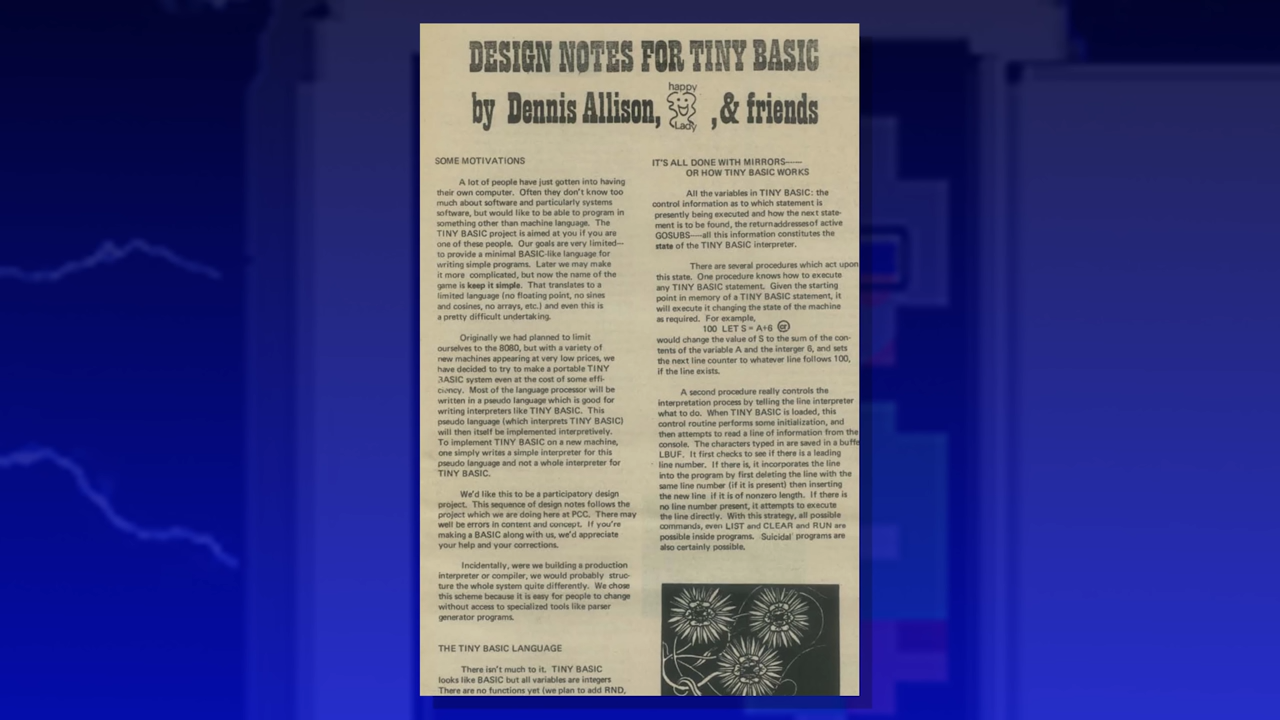 DESIGN NOTES FOR TINY BASIC
by Dennis Allison, happy Lady , & friends
SOME MOTIVATIONS
A lot of people have just gotten into having
their own computer. Often they don't know too
much about software and particularly systems
software, but would like to be able to program in
something other than machine language. The
TINY BASIC project is aimed at you if you are
one of these people. Our goals are very limited—
to provide a minimal BASIC-like language for
writing simple programs. Later we may make
it more complicated, but now the name of the
game is keep it simple. That translates to a
limited language (no floating point, no sines
and cosines, no arrays, etc.) and even this is
a pretty difficult undertaking.
Originally we had planned to limit
ourselves to the 8080, but with a variety of
new machines appearing at very low prices, we
have decided to try to make a portable TINY
BASIC system even at the cost of some effi-
ciency. Most of the language processor will be
written in a pseudo language which is good for
writing interpreters like TINY BASIC. This
pseudo language (which interprets TINY BASIC)
will then itself be implemented interpretively.
To implement TINY BASIC on a new machine,
one simply writes a simple interpreter for this
pseudo language and not a whole interpreter for
TINY BASIC.
We'd like this to be a participatory design
project. This sequence of design notes follows the
project which we are doing here at PCC. There may
well be errors in content and concept. If you're
making a BASIC along with us, we'd appreciate
your help and your corrections.
Incidentally, were we building a production
interpreter or compiler, we would probably struc-
ture the whole system quite differently. We chose
this scheme because it is easy for people to change
without access to specialized tools like parser
generator programs.
THE TINY BASIC LANGUAGE
There isn't much to it. TINY BASIC
looks like BASIC but all variables are integers
There are no functions yet (we plan to add RND,
IT'S ALL DONE WITH MIRRORS——
OR HOW TINY BASIC WORKS
All the variables in TINY BASIC: the
control information as to which statement is
presently being executed and how the next state-
ment is to be found, the returnaddresses of active
GOSUBS—all this information constitutes the
state of the TINY BASIC interpreter.
There are several procedures which act upon
this state. One procedure knows how to execute
any TINY BASIC statement. Given the starting
point in memory of a TINY BASIC statement, it
will execute it changing the state of the machine
as required. For example,
100 LET S = A+6 cr
would change the value of S to the sum of the con-
tents of the variable A and the interger 6, and sets
the next line counter to whatever line follows 100,
if the line exists.
A second procedure really controls the
interpretation process by telling the line interpreter
what to do. When TINY BASIC is loaded, this
control routine performs some initialization, and
then attempts to read a line of information from the
console. The characters typed in are saved in a buffe
LBUF. It first checks to see if there is a leading
line number. If there is, it incorporates the line
into the program by first deleting the line with the
same line number (if it is present) then inserting
the new line if it is of nonzero length. If there is
no line number present, it attempts to execute
the line directly. With this strategy, all possible
commands, even LIST and CLEAR and RUN are
possible inside programs. Suicidal programs are
also certainly possible.